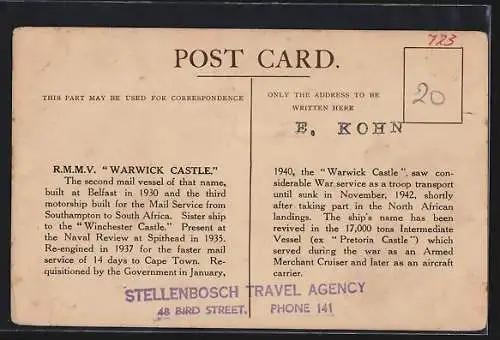 723
POST CARD.
20
THIS PART MAY BE USED FOR CORRESPONDENCE
ONLY THE ADDRESS TO BE
WRITTEN HERE
E. KOHN
R.M.M.V. "WARWICK CASTLE."
The second mail vessel of that name,
built at Belfast in 1930 and the third
motorship built for the Mail Service from
Southampton to South Africa. Sister ship
to the "Winchester Castle." Present at
the Naval Review at Spithead in 1935.
Re-engined in 1937 for the faster mail
service of 14 days to Cape Town. Re-
quisitioned by the Government in January,
1940, the "Warwick Castle", saw con-
siderable War service as a troop transport
until sunk in November, 1942, shortly
after taking part in the North African
landings. The ship's name has been
revived in the 17,000 tons Intermediate
Vessel (ex "Pretoria Castle") which
served during the war as an Armed
Merchant Cruiser and later as an aircraft
carrier.
STELLENBOSCH TRAVEL AGENCY
48 BIRD STREET. PHONE 141